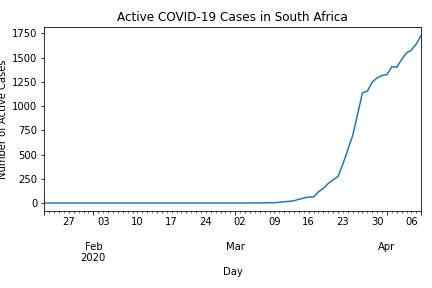 Active COVID-19 Cases in South Africa
Number of Active Cases
1750
1500
1250
1000
750
500
250
0
27 03 10 17 24 02 09 16 23 30 06
Feb Mar Apr
2020
Day